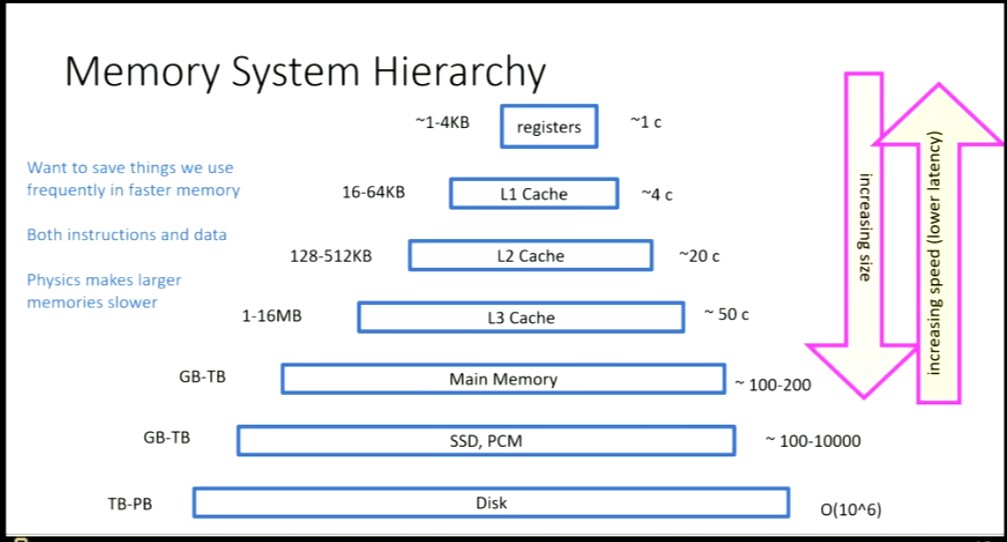 Memory System Hierarchy
~1-4KB registers ~1 c
Want to save things we use
frequently in faster memory
16-64KB L1 Cache ~4 c
Both instructions and data
128-512KB L2 Cache ~20 c
Physics makes larger
memories slower
1-16MB L3 Cache ~ 50 c
GB-TB Main Memory ~ 100-200
GB-TB SSD, PCM ~ 100-10000
TB-PB Disk O(10^6)
increasing size
increasing speed (lower latency)